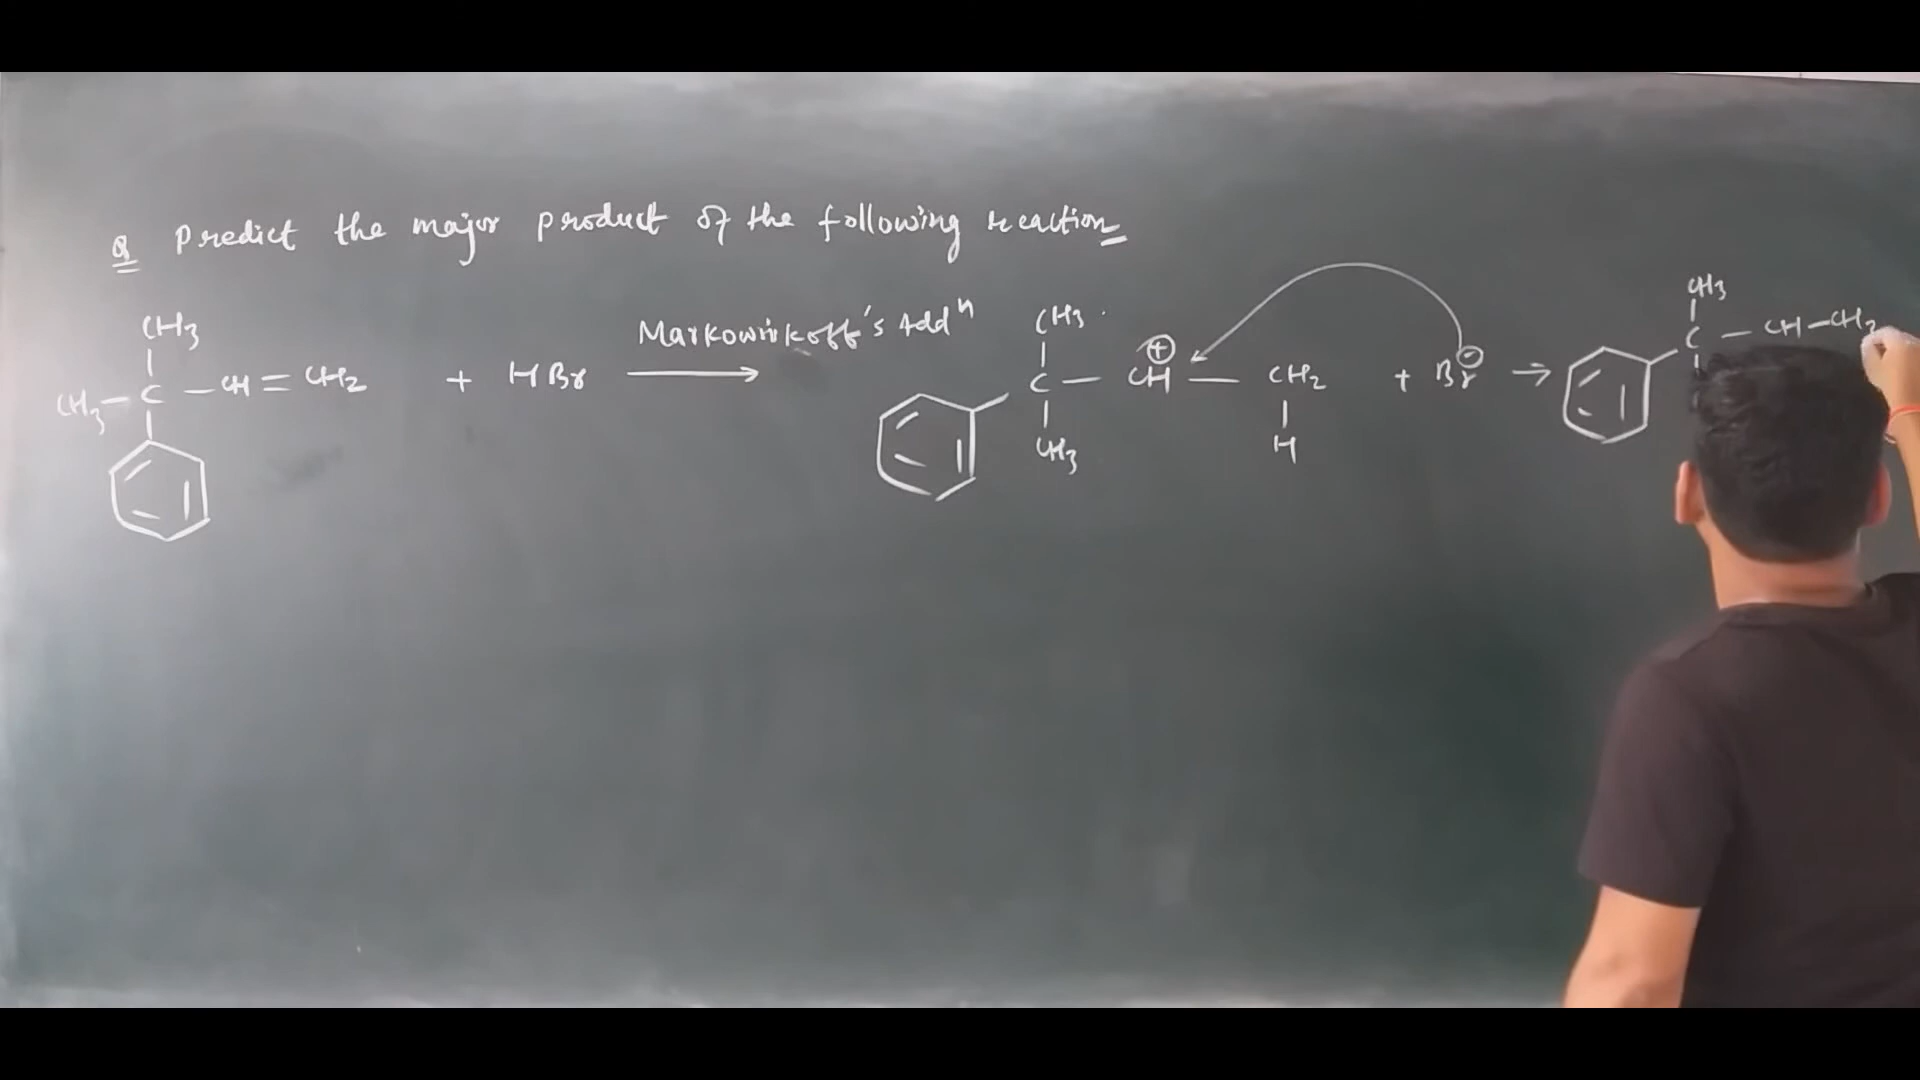 Q Predict the major product of the following reaction
Markownikoff's Addⁿ
CH3
CH3-C-CH=CH2 + HBr →
CH3
C-CH-CH2 + Br →
⊕ ⊖
CH3 H
CH3
C-CH-CH3